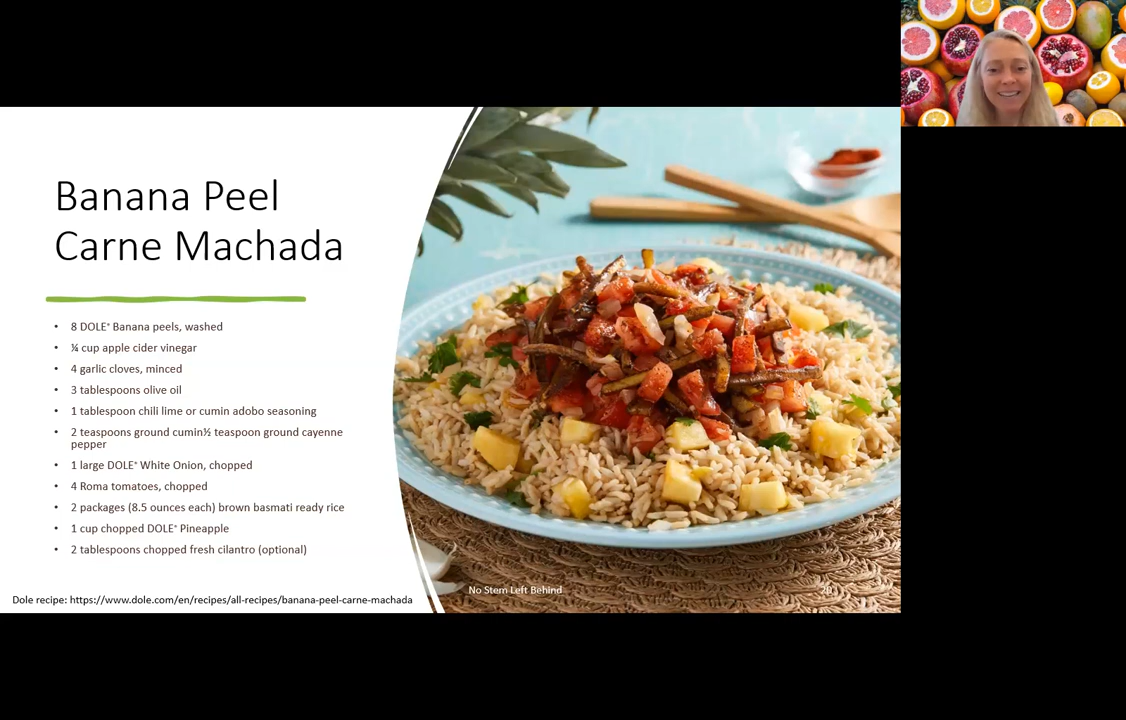 Banana Peel
Carne Machada
• 8 DOLE® Banana peels, washed
• ¼ cup apple cider vinegar
• 4 garlic cloves, minced
• 3 tablespoons olive oil
• 1 tablespoon chili lime or cumin adobo seasoning
• 2 teaspoons ground cumin½ teaspoon ground cayenne
pepper
• 1 large DOLE® White Onion, chopped
• 4 Roma tomatoes, chopped
• 2 packages (8.5 ounces each) brown basmati ready rice
• 1 cup chopped DOLE® Pineapple
• 2 tablespoons chopped fresh cilantro (optional)
Dole recipe: https://www.dole.com/en/recipes/all-recipes/banana-peel-carne-machada
No Stem Left Behind